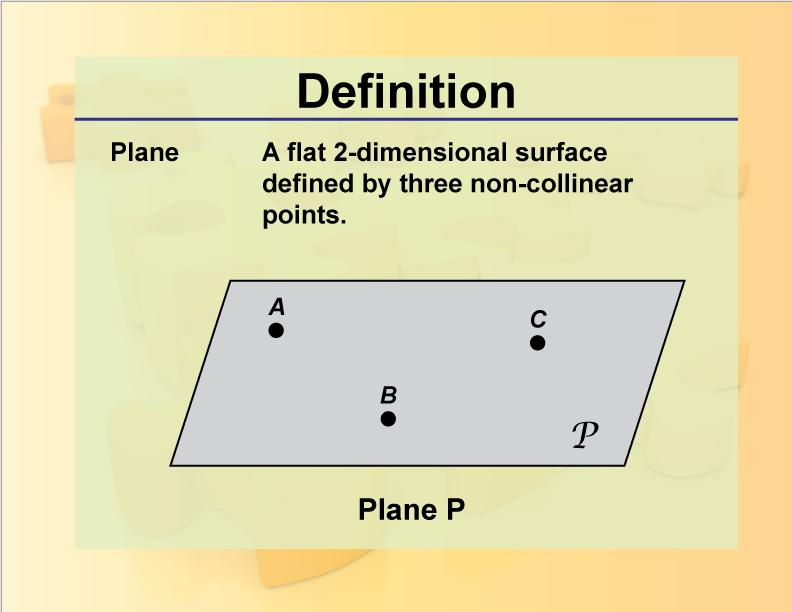 Definition
Plane
A flat 2-dimensional surface
defined by three non-collinear
points.
A
C
B
𝒫
Plane P